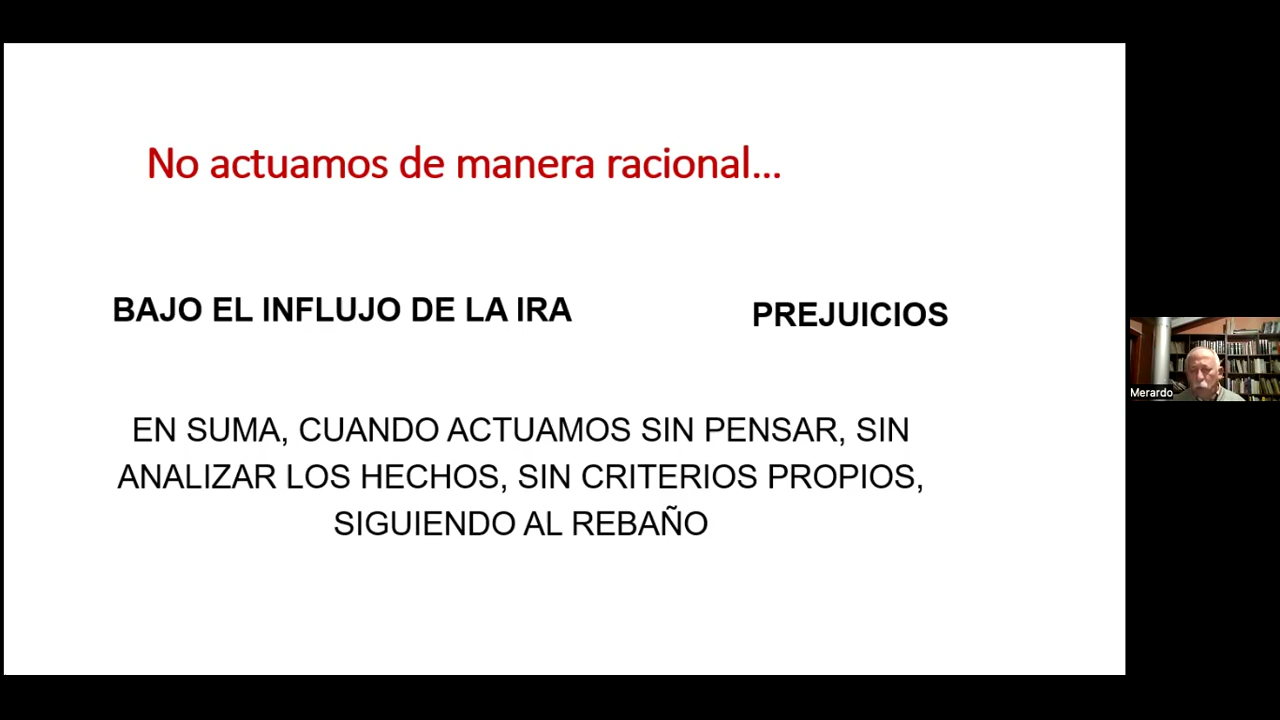 No actuamos de manera racional...
BAJO EL INFLUJO DE LA IRA
PREJUICIOS
EN SUMA, CUANDO ACTUAMOS SIN PENSAR, SIN
ANALIZAR LOS HECHOS, SIN CRITERIOS PROPIOS,
SIGUIENDO AL REBAÑO
Merardo